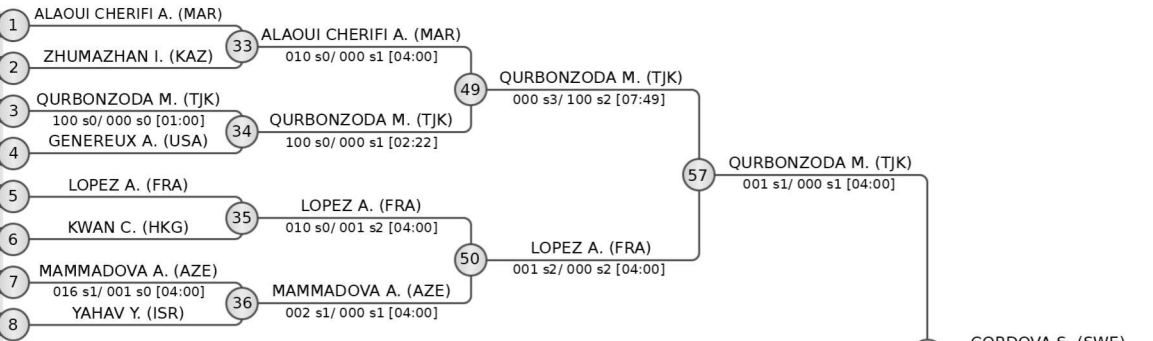 1 ALAOUI CHERIFI A. (MAR)
2 ZHUMAZHAN I. (KAZ)
33 ALAOUI CHERIFI A. (MAR)
010 s0/ 000 s1 [04:00]
3 QURBONZODA M. (TJK)
100 s0/ 000 s0 [01:00]
4 GENEREUX A. (USA)
34 QURBONZODA M. (TJK)
100 s0/ 000 s1 [02:22]
49 QURBONZODA M. (TJK)
000 s3/ 100 s2 [07:49]
5 LOPEZ A. (FRA)
6 KWAN C. (HKG)
35 LOPEZ A. (FRA)
010 s0/ 001 s2 [04:00]
7 MAMMADOVA A. (AZE)
016 s1/ 001 s0 [04:00]
8 YAHAV Y. (ISR)
36 MAMMADOVA A. (AZE)
002 s1/ 000 s1 [04:00]
50 LOPEZ A. (FRA)
001 s2/ 000 s2 [04:00]
57 QURBONZODA M. (TJK)
001 s1/ 000 s1 [04:00]